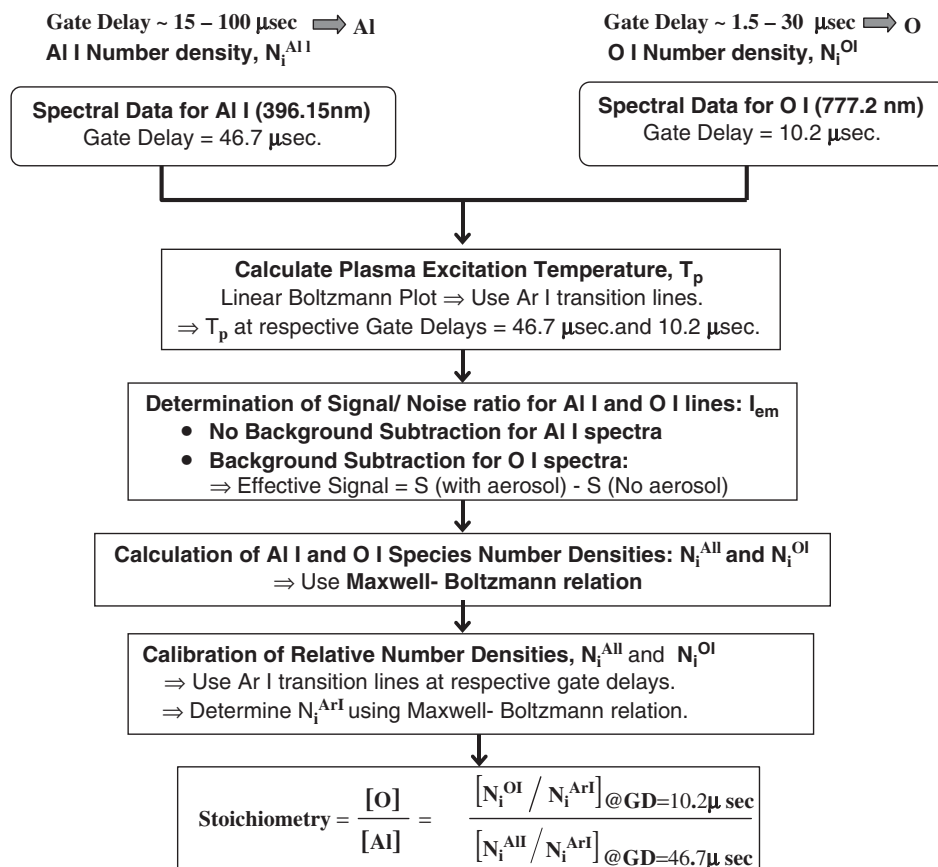 Gate Delay ~ 15 – 100 μsec ⇒ Al
Al I Number density, N_i^{Al I}
Gate Delay ~ 1.5 – 30 μsec ⇒ O
O I Number density, N_i^{OI}
Spectral Data for Al I (396.15nm)
Gate Delay = 46.7 μsec.
Spectral Data for O I (777.2 nm)
Gate Delay = 10.2 μsec.
Calculate Plasma Excitation Temperature, T_p
Linear Boltzmann Plot ⇒ Use Ar I transition lines.
⇒ T_p at respective Gate Delays = 46.7 μsec.and 10.2 μsec.
Determination of Signal/ Noise ratio for Al I and O I lines: I_{em}
• No Background Subtraction for Al I spectra
• Background Subtraction for O I spectra:
⇒ Effective Signal = S (with aerosol) - S (No aerosol)
Calculation of Al I and O I Species Number Densities: N_i^{AlI} and N_i^{OI}
⇒ Use Maxwell- Boltzmann relation
Calibration of Relative Number Densities, N_i^{AlI} and N_i^{OI}
⇒ Use Ar I transition lines at respective gate delays.
⇒ Determine N_i^{ArI} using Maxwell- Boltzmann relation.
Stoichiometry = [O] / [Al] = [N_i^{OI} / N_i^{ArI}] @GD=10.2μ sec / [N_i^{AlI} / N_i^{ArI}] @GD=46.7μ sec